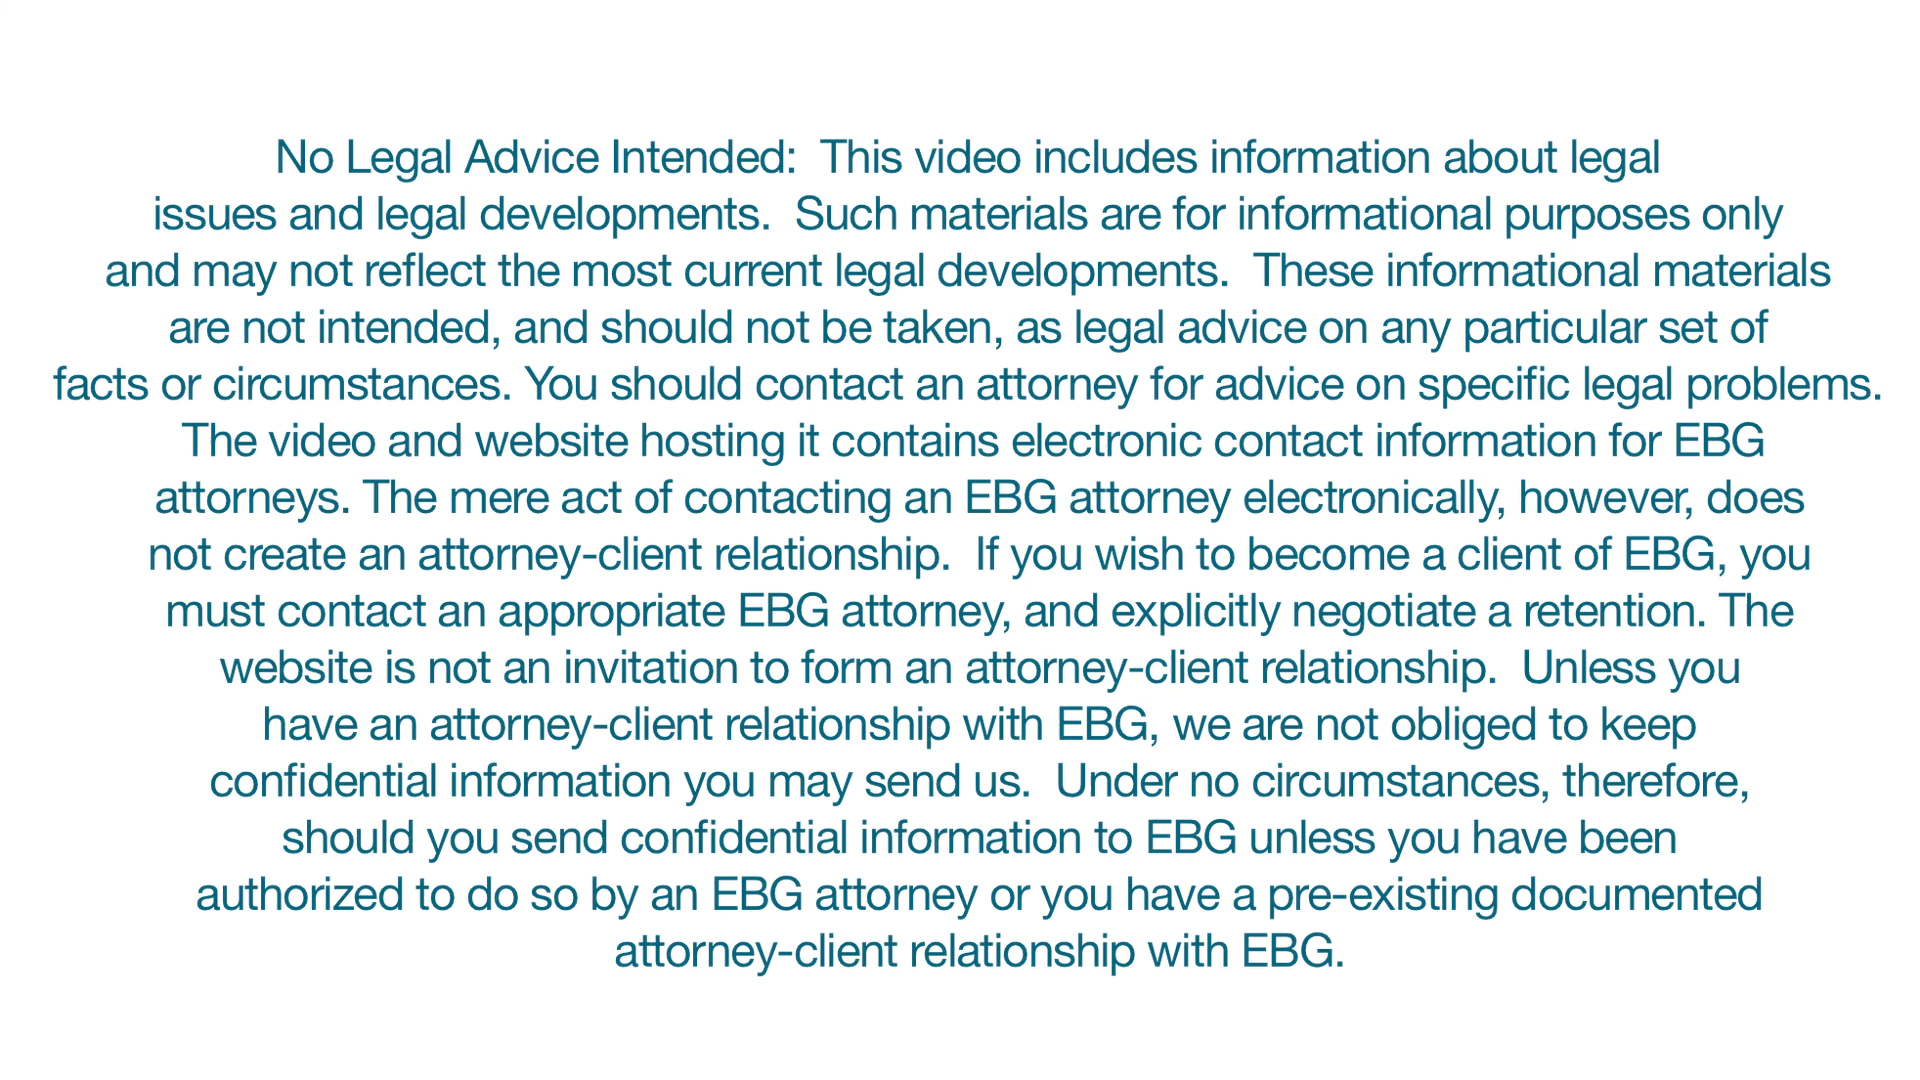 No Legal Advice Intended:  This video includes information about legal
issues and legal developments.  Such materials are for informational purposes only
and may not reflect the most current legal developments.  These informational materials
are not intended, and should not be taken, as legal advice on any particular set of
facts or circumstances. You should contact an attorney for advice on specific legal problems.
The video and website hosting it contains electronic contact information for EBG
attorneys. The mere act of contacting an EBG attorney electronically, however, does
not create an attorney-client relationship.  If you wish to become a client of EBG, you
must contact an appropriate EBG attorney, and explicitly negotiate a retention. The
website is not an invitation to form an attorney-client relationship.  Unless you
have an attorney-client relationship with EBG, we are not obliged to keep
confidential information you may send us.  Under no circumstances, therefore,
should you send confidential information to EBG unless you have been
authorized to do so by an EBG attorney or you have a pre-existing documented
attorney-client relationship with EBG.